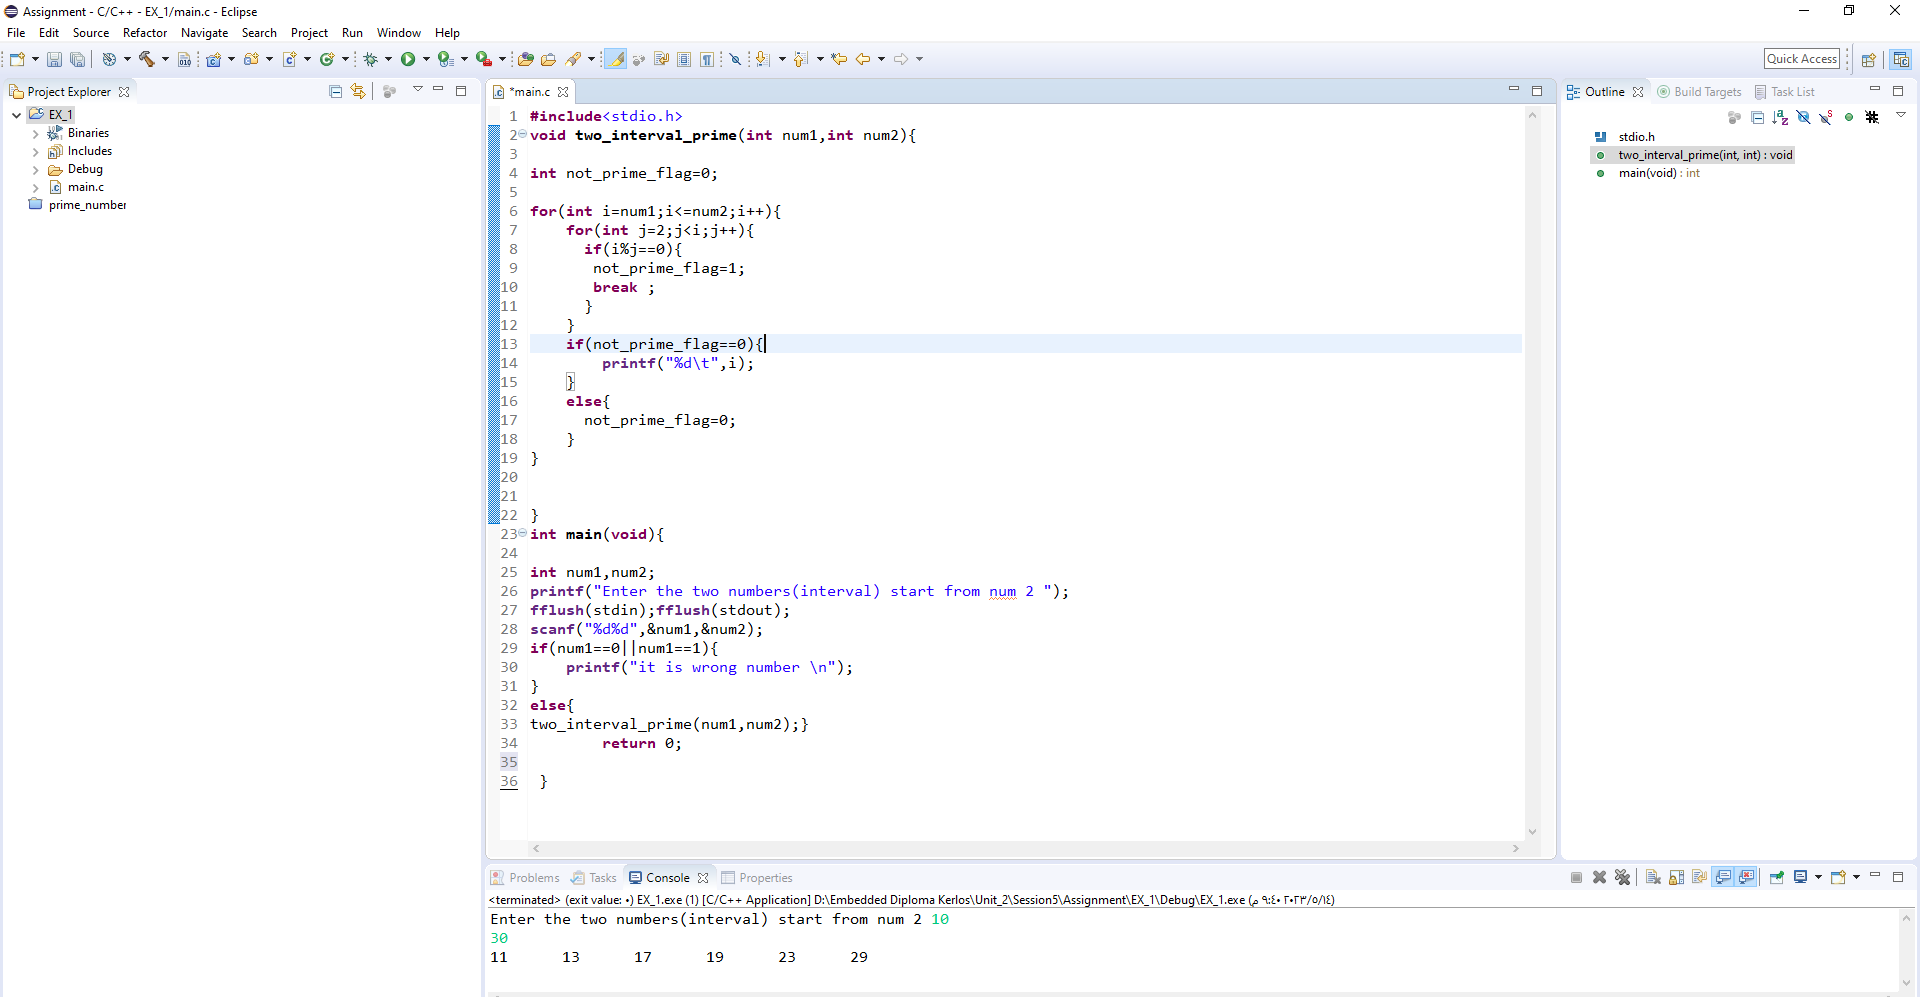 Assignment - C/C++ - EX_1/main.c - Eclipse
File Edit Source Refactor Navigate Search Project Run Window Help
Quick Access
Project Explorer
EX_1
Binaries
Includes
Debug
main.c
prime_number
*main.c
1 #include<stdio.h>
2 void two_interval_prime(int num1,int num2){
3
4 int not_prime_flag=0;
5
6 for(int i=num1;i<=num2;i++){
7     for(int j=2;j<i;j++){
8       if(i%j==0){
9        not_prime_flag=1;
10        break ;
11       }
12     }
13     if(not_prime_flag==0){
14         printf("%d\t",i);
15     }
16     else{
17       not_prime_flag=0;
18     }
19 }
20
21
22 }
23 int main(void){
24
25 int num1,num2;
26 printf("Enter the two numbers(interval) start from num 2 ");
27 fflush(stdin);fflush(stdout);
28 scanf("%d%d",&num1,&num2);
29 if(num1==0||num1==1){
30     printf("it is wrong number \n");
31 }
32 else{
33 two_interval_prime(num1,num2);}
34         return 0;
35
36  }
Outline Build Targets Task List
stdio.h
two_interval_prime(int, int) : void
main(void) : int
Problems Tasks Console Properties
<terminated> (exit value: ٠) EX_1.exe (1) [C/C++ Application] D:\Embedded Diploma Kerlos\Unit_2\Session5\Assignment\EX_1\Debug\EX_1.exe (٢٠٢٣/٥/١٤ ٩:٤٠ م)
Enter the two numbers(interval) start from num 2 10
30
11 13 17 19 23 29